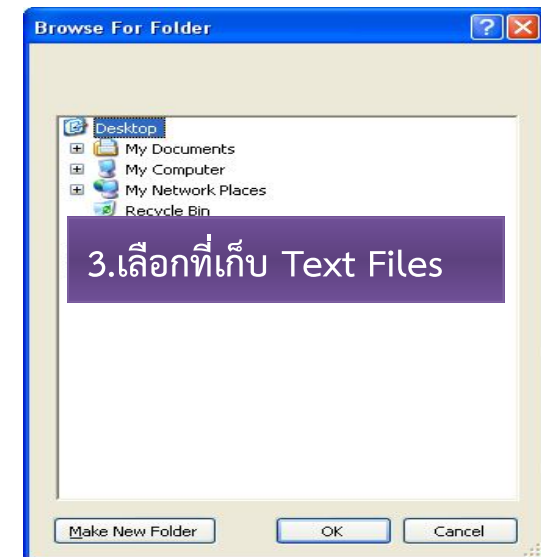 Browse For Folder
Desktop
My Documents
My Computer
My Network Places
Recycle Bin
3.เลือกที่เก็บ Text Files
Make New Folder
OK
Cancel